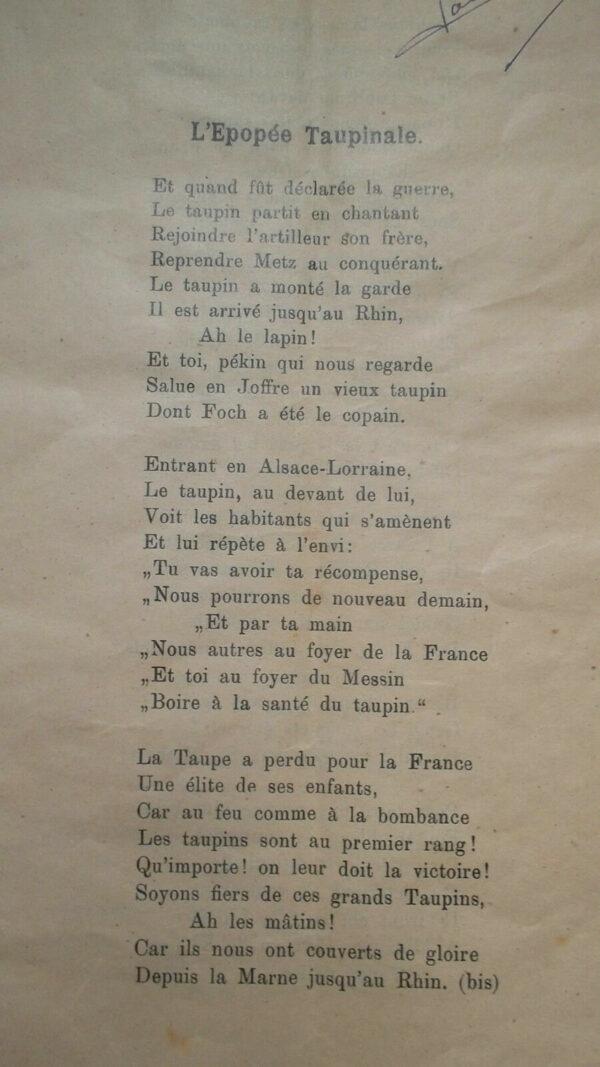 L'Epopée Taupinale.
Et quand fût déclarée la guerre,
Le taupin partit en chantant
Rejoindre l'artilleur son frère,
Reprendre Metz au conquérant.
Le taupin a monté la garde
Il est arrivé jusqu'au Rhin,
Ah le lapin!
Et toi, pékin qui nous regarde
Salue en Joffre un vieux taupin
Dont Foch a été le copain.
Entrant en Alsace-Lorraine,
Le taupin, au devant de lui,
Voit les habitants qui s'amènent
Et lui répète à l'envi:
„Tu vas avoir ta récompense,
„Nous pourrons de nouveau demain,
„Et par ta main
„Nous autres au foyer de la France
„Et toi au foyer du Messin
„Boire à la santé du taupin.“
La Taupe a perdu pour la France
Une élite de ses enfants,
Car au feu comme à la bombance
Les taupins sont au premier rang!
Qu'importe! on leur doit la victoire!
Soyons fiers de ces grands Taupins,
Ah les mâtins!
Car ils nous ont couverts de gloire
Depuis la Marne jusqu'au Rhin. (bis)